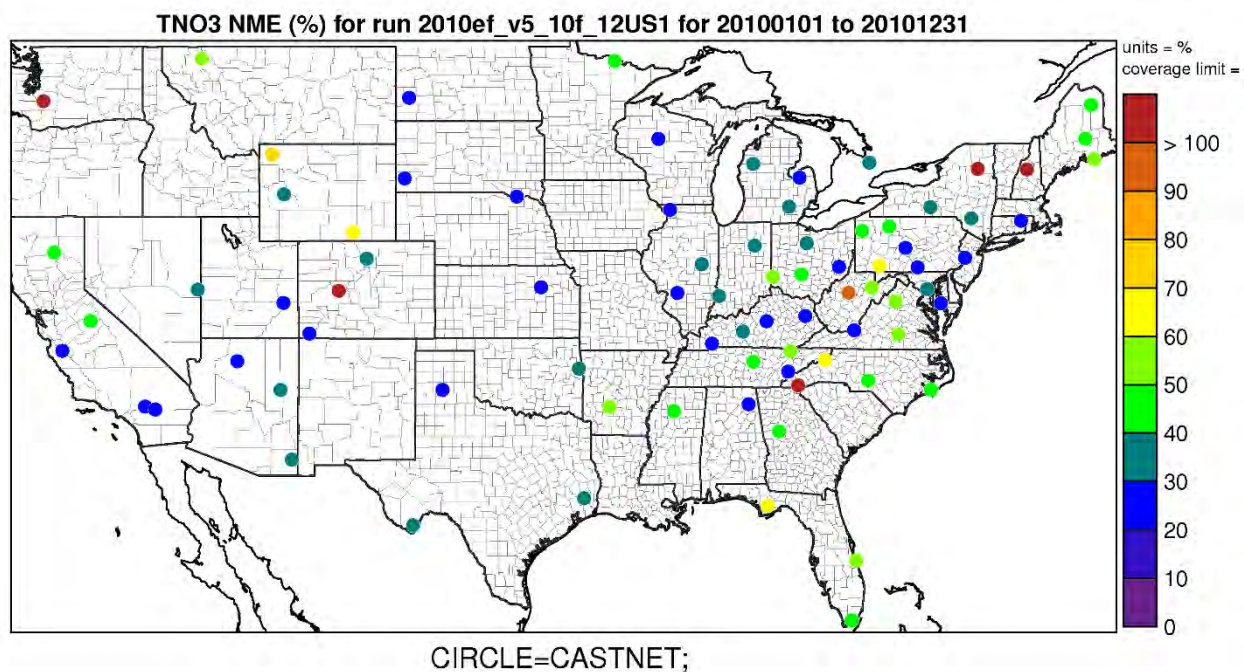 TNO3 NME (%) for run 2010ef_v5_10f_12US1 for 20100101 to 20101231
units = %
coverage limit =
> 100
90
80
70
60
50
40
30
20
10
0
CIRCLE=CASTNET;